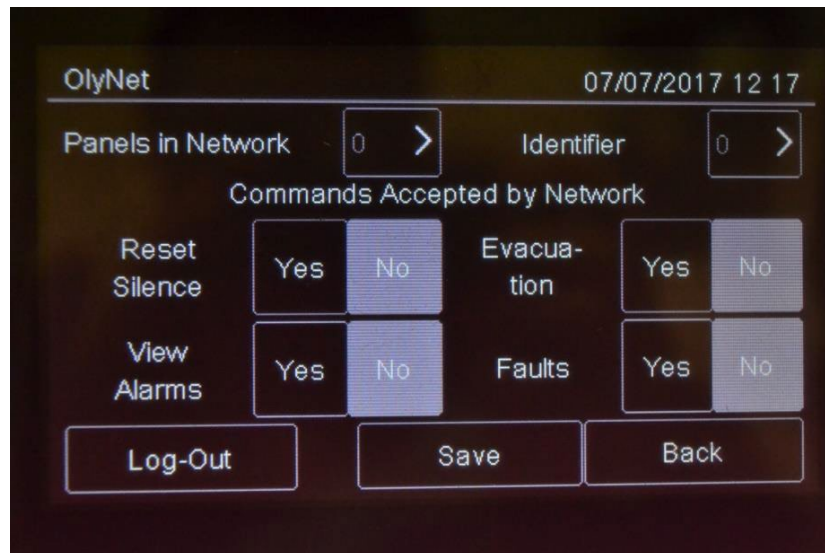 OlyNet 07/07/2017 12 17
Panels in Network 0 > Identifier 0 >
Commands Accepted by Network
Reset Silence Yes No Evacua-tion Yes No
View Alarms Yes No Faults Yes No
Log-Out Save Back